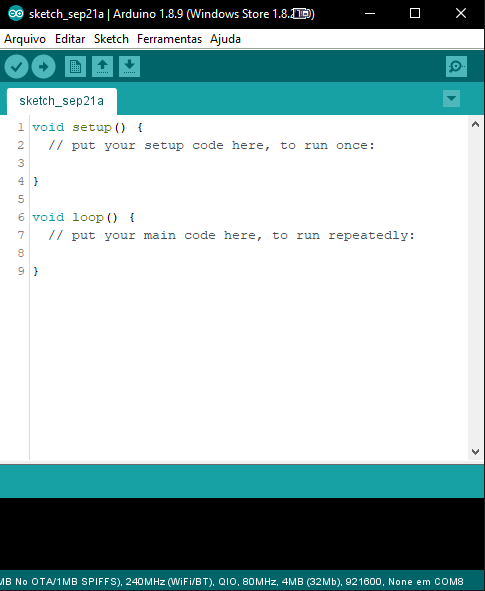 sketch_sep21a | Arduino 1.8.9 (Windows Store 1.8.
Arquivo Editar Sketch Ferramentas Ajuda
sketch_sep21a
1 void setup() {
2 // put your setup code here, to run once:
3
4 }
5
6 void loop() {
7 // put your main code here, to run repeatedly:
8
9 }
MB No OTA/1MB SPIFFS), 240MHz (WiFi/BT), QIO, 80MHz, 4MB (32Mb), 921600, None em COM8